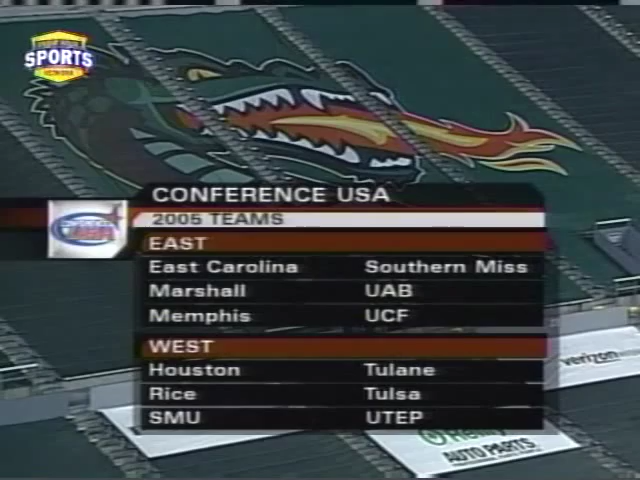 SPORTS
CONFERENCE USA
2005 TEAMS
EAST
East Carolina Southern Miss
Marshall UAB
Memphis UCF
WEST
Houston Tulane
Rice Tulsa
SMU UTEP
verizon
AUTO PARTS